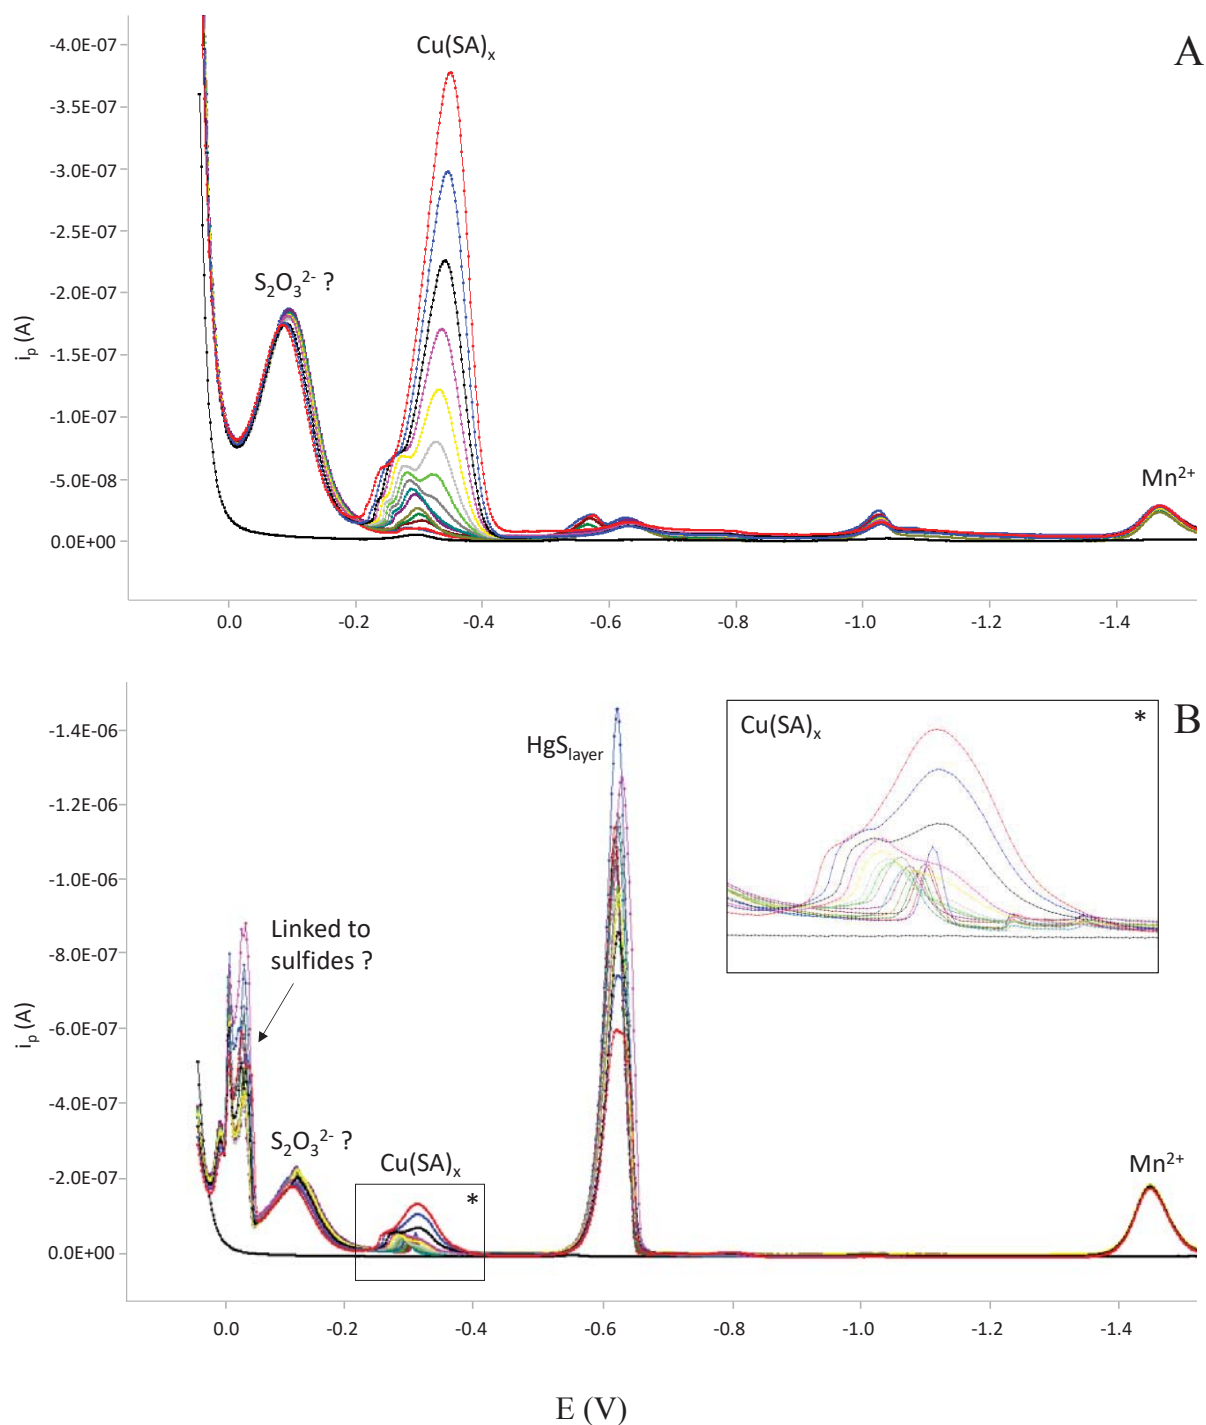 A
Cu(SA)ₓ
S₂O₃²⁻ ?
Mn²⁺
iₚ (A)
-4.0E-07
-3.5E-07
-3.0E-07
-2.5E-07
-2.0E-07
-1.5E-07
-1.0E-07
-5.0E-08
0.0E+00
0.0 -0.2 -0.4 -0.6 -0.8 -1.0 -1.2 -1.4
B
Cu(SA)ₓ *
HgS layer
Linked to
sulfides ?
S₂O₃²⁻ ?
Cu(SA)ₓ
*
Mn²⁺
iₚ (A)
-1.4E-06
-1.2E-06
-1.0E-06
-8.0E-07
-6.0E-07
-4.0E-07
-2.0E-07
0.0E+00
0.0 -0.2 -0.4 -0.6 -0.8 -1.0 -1.2 -1.4
E (V)